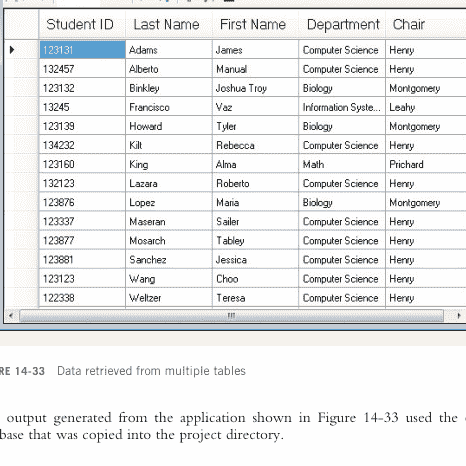 Student ID Last Name First Name Department Chair
123131 Adams James Computer Science Henry
132457 Alberto Manual Computer Science Henry
123132 Binkley Joshua Troy Biology Montgomery
13245 Francisco Vaz Information Syste... Leahy
123139 Howard Tyler Biology Montgomery
134232 Kilt Rebecca Computer Science Henry
123160 King Alma Math Prichard
132123 Lazara Roberto Computer Science Henry
123876 Lopez Maria Biology Montgomery
123337 Maseran Sailer Computer Science Henry
123877 Mosarch Tabley Computer Science Henry
123881 Sanchez Jessica Computer Science Henry
123123 Wang Choo Computer Science Henry
122338 Weltzer Teresa Computer Science Henry
RE 14-33 Data retrieved from multiple tables
output generated from the application shown in Figure 14-33 used the
base that was copied into the project directory.